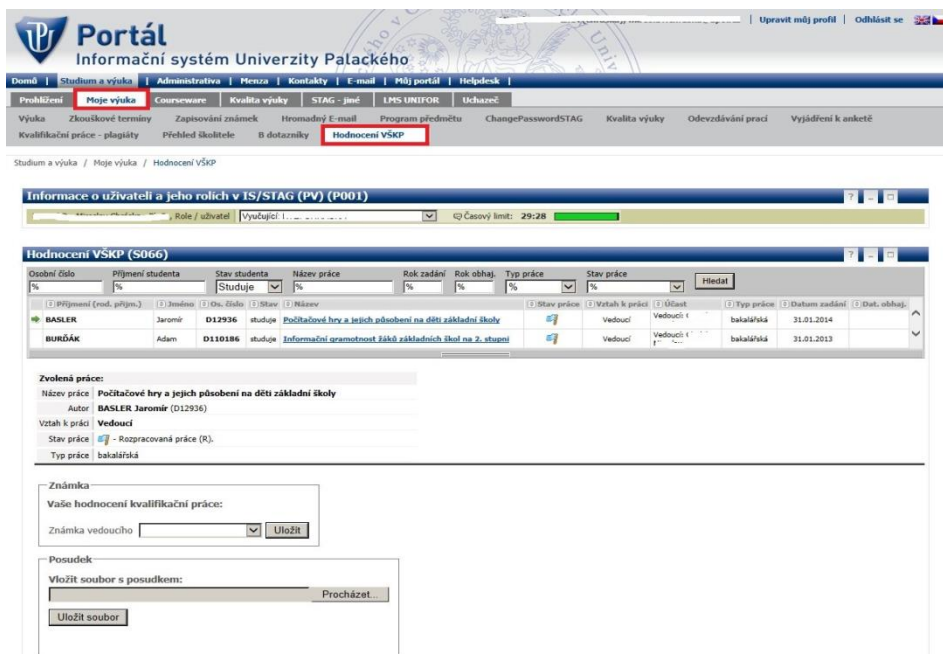 Upravit můj profil | Odhlásit se
Portál
Informační systém Univerzity Palackého
Domů | Studium a výuka | Administrativa | Menza | Kontakty | E-mail | Můj portál | Helpdesk |
Prohlížení Moje výuka Courseware Kvalita výuky STAG - jiné LMS UNIFOR Uchazeč
Výuka Zkouškové termíny Zapisování známek Hromadný E-mail Program předmětu ChangePasswordSTAG Kvalita výuky Odevzdávání prací Vyjádření k anketě
Kvalifikační práce - plagiáty Přehled školitele B dotazníky Hodnocení VŠKP
Studium a výuka / Moje výuka / Hodnocení VŠKP
Informace o uživateli a jeho rolích v IS/STAG (PV) (P001)
, Role / uživatel Vyučující: Časový limit: 29:28
Hodnocení VŠKP (S066)
Osobní číslo Příjmení studenta Stav studenta Název práce Rok zadání Rok obhaj. Typ práce Stav práce
% % Studuje % % % % % Hledat
Příjmení (rod. příjm.) Jméno Os. číslo Stav Název Stav práce Vztah k práci Účast Typ práce Datum zadání Dat. obhaj.
BASLER Jaromír D12936 studuje Počítačové hry a jejich působení na děti základní školy Vedoucí Vedoucí: bakalářská 31.01.2014
BURĎÁK Adam D110186 studuje Informační gramotnost žáků základních škol na 2. stupni Vedoucí Vedoucí: bakalářská 31.01.2013
Zvolená práce:
Název práce Počítačové hry a jejich působení na děti základní školy
Autor BASLER Jaromír (D12936)
Vztah k práci Vedoucí
Stav práce - Rozpracovaná práce (R).
Typ práce bakalářská
Známka
Vaše hodnocení kvalifikační práce:
Známka vedoucího Uložit
Posudek
Vložit soubor s posudkem:
Procházet...
Uložit soubor